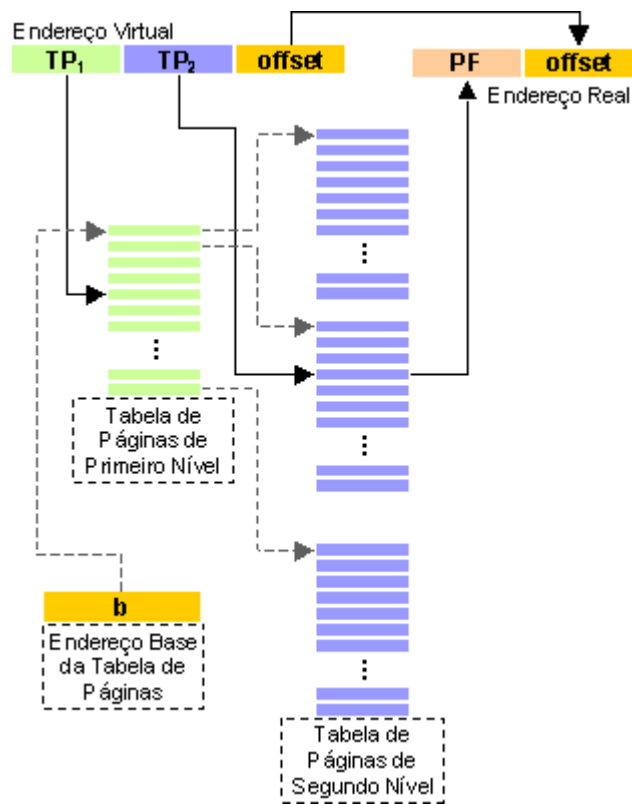 Endereço Virtual
TP₁ TP₂ offset
PF offset
Endereço Real
Tabela de
Páginas de
Primeiro Nível
b
Endereço Base
da Tabela de
Páginas
Tabela de
Páginas de
Segundo Nível